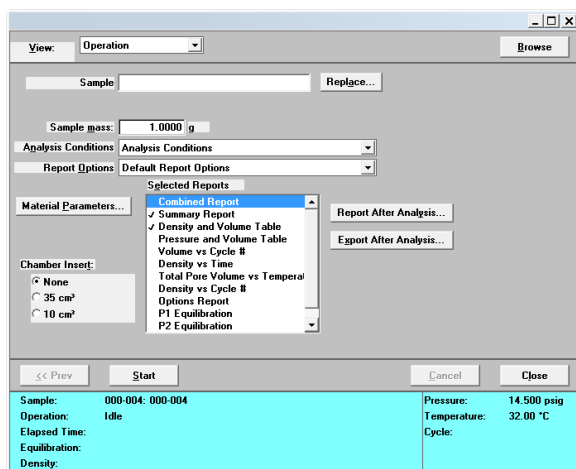 View: Operation Browse
Sample Replace...
Sample mass: 1.0000 g
Analysis Conditions Analysis Conditions
Report Options Default Report Options
Selected Reports
Material Parameters...
Combined Report
✓ Summary Report
✓ Density and Volume Table
Pressure and Volume Table
Volume vs Cycle #
Density vs Time
Total Pore Volume vs Temperat
Density vs Cycle #
Options Report
P1 Equilibration
P2 Equilibration
Report After Analysis...
Export After Analysis...
Chamber Insert:
None
35 cm³
10 cm³
<< Prev Start Cancel Close
Sample: 000-004: 000-004 Pressure: 14.500 psig
Operation: Idle Temperature: 32.00 °C
Elapsed Time: Cycle:
Equilibration:
Density: